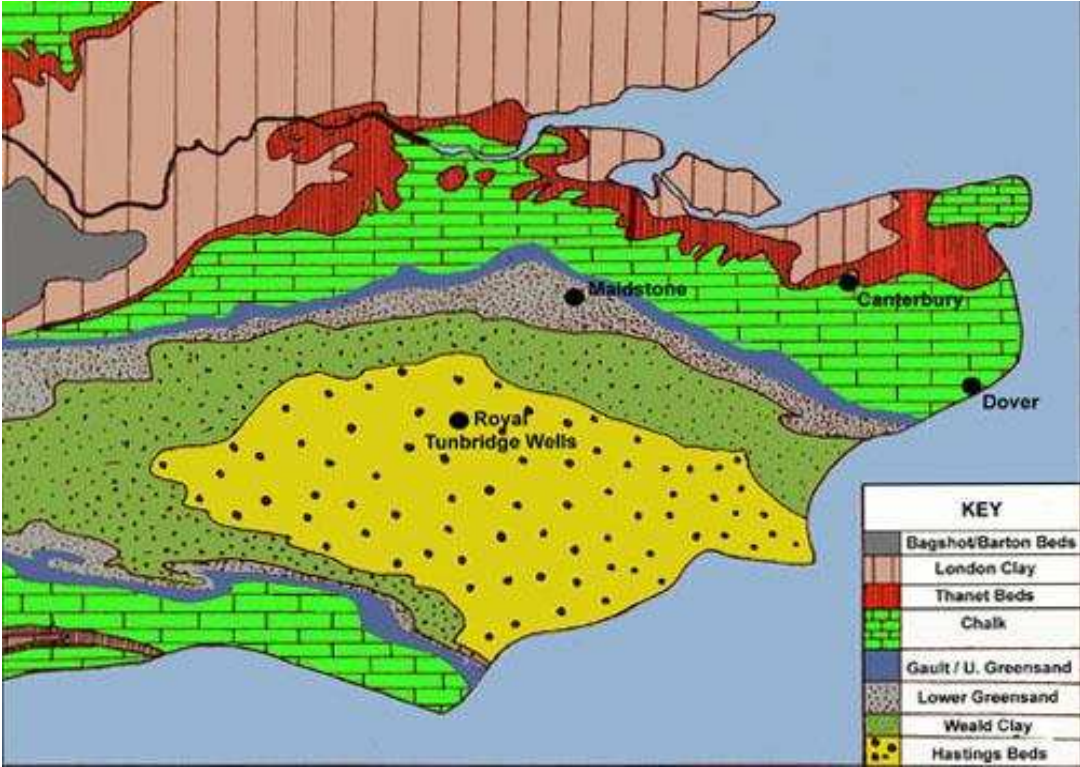 Maidstone
Canterbury
Dover
Royal
Tunbridge Wells
KEY
Bagshot/Barton Beds
London Clay
Thanet Beds
Chalk
Gault / U. Greensand
Lower Greensand
Weald Clay
Hastings Beds